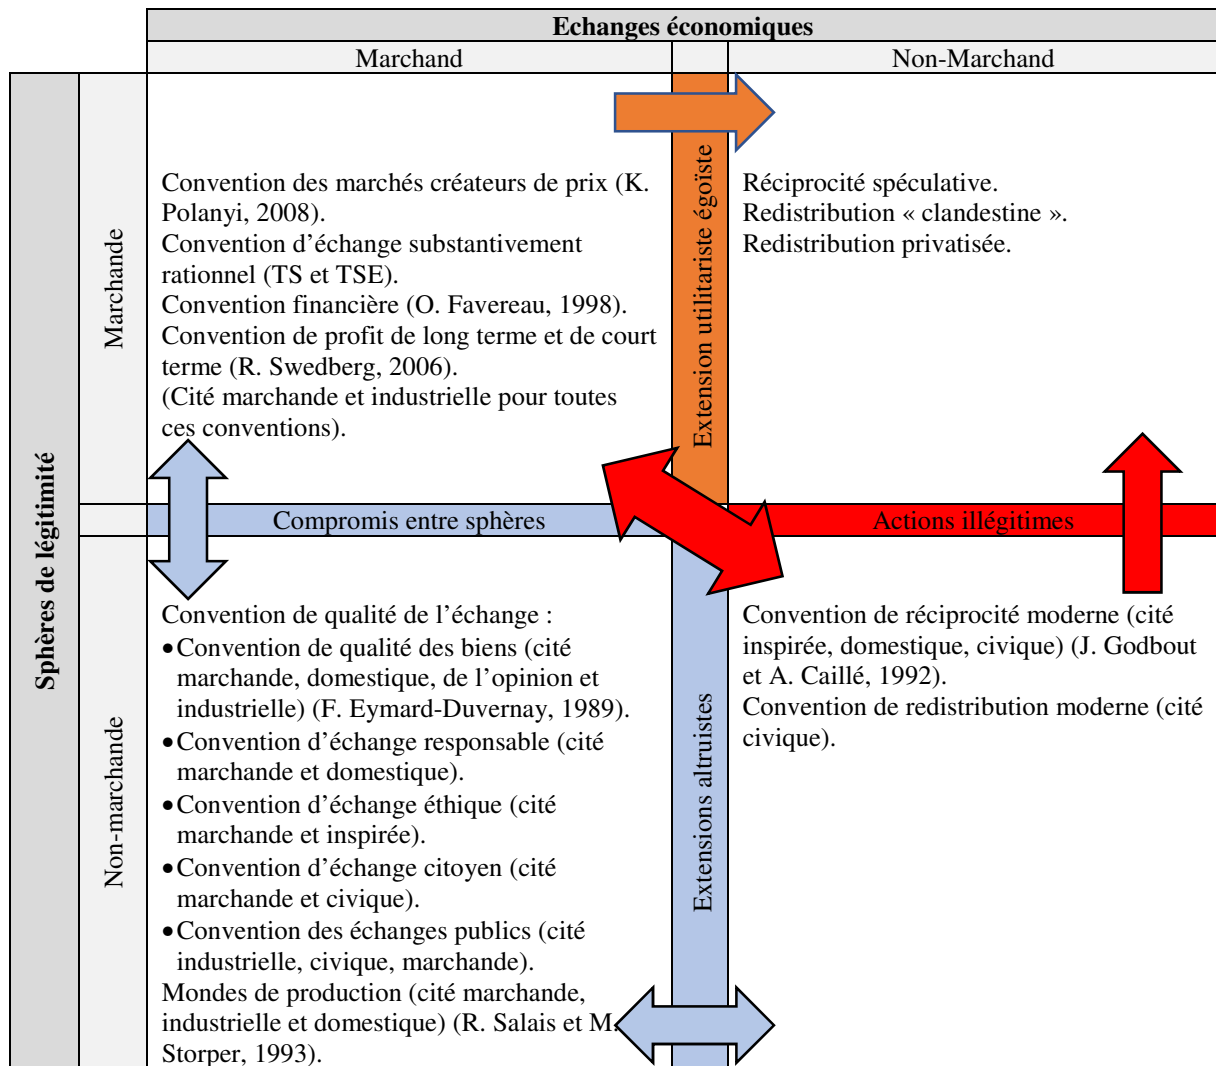 Echanges économiques
Marchand
Non-Marchand
Sphères de légitimité
Marchande
Convention des marchés créateurs de prix (K.
Polanyi, 2008).
Convention d’échange substantivement
rationnel (TS et TSE).
Convention financière (O. Favereau, 1998).
Convention de profit de long terme et de court
terme (R. Swedberg, 2006).
(Cité marchande et industrielle pour toutes
ces conventions).
Extension utilitariste égoïste
Réciprocité spéculative.
Redistribution « clandestine ».
Redistribution privatisée.
Compromis entre sphères
Actions illégitimes
Non-marchande
Convention de qualité de l’échange :
•Convention de qualité des biens (cité
marchande, domestique, de l’opinion et
industrielle) (F. Eymard-Duvernay, 1989).
•Convention d’échange responsable (cité
marchande et domestique).
•Convention d’échange éthique (cité
marchande et inspirée).
•Convention d’échange citoyen (cité
marchande et civique).
•Convention des échanges publics (cité
industrielle, civique, marchande).
Mondes de production (cité marchande,
industrielle et domestique) (R. Salais et M.
Storper, 1993).
Extensions altruistes
Convention de réciprocité moderne (cité
inspirée, domestique, civique) (J. Godbout
et A. Caillé, 1992).
Convention de redistribution moderne (cité
civique).